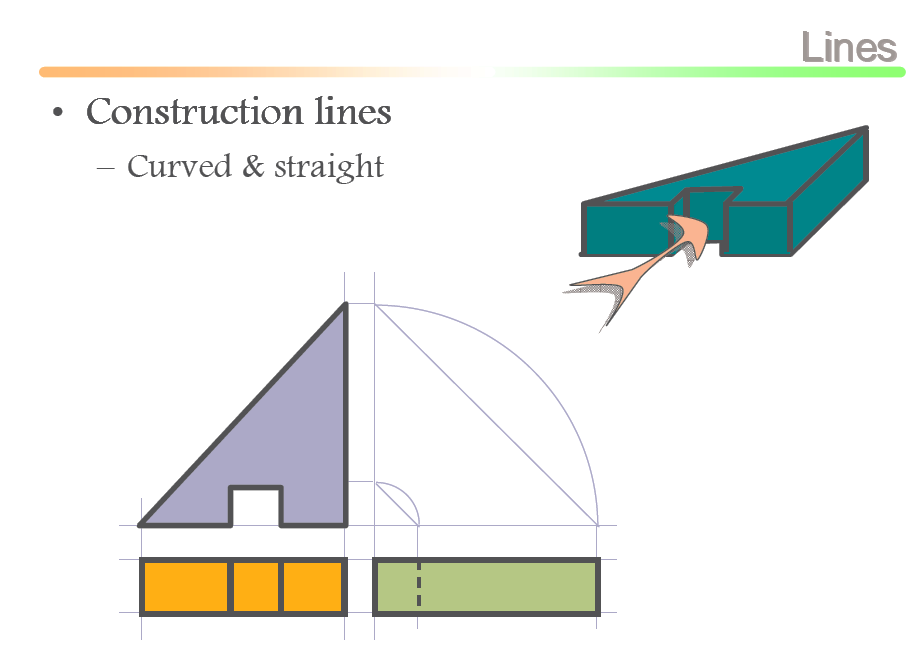 Lines
• Construction lines
– Curved & straight